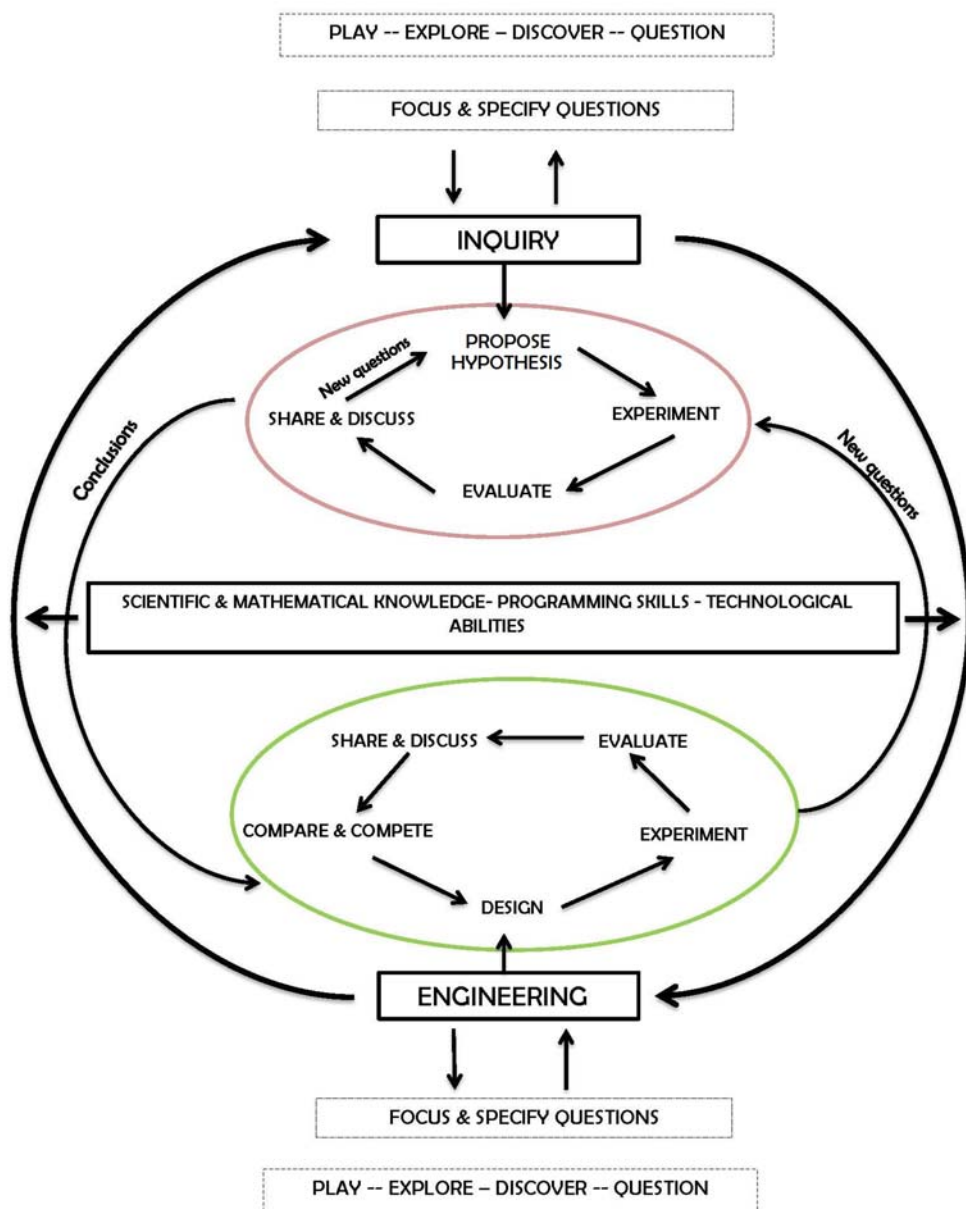 PLAY -- EXPLORE – DISCOVER -- QUESTION
FOCUS & SPECIFY QUESTIONS
INQUIRY
PROPOSE
HYPOTHESIS
New questions
SHARE & DISCUSS
EXPERIMENT
EVALUATE
Conclusions
New questions
SCIENTIFIC & MATHEMATICAL KNOWLEDGE- PROGRAMMING SKILLS - TECHNOLOGICAL
ABILITIES
SHARE & DISCUSS
EVALUATE
COMPARE & COMPETE
EXPERIMENT
DESIGN
ENGINEERING
FOCUS & SPECIFY QUESTIONS
PLAY -- EXPLORE – DISCOVER -- QUESTION